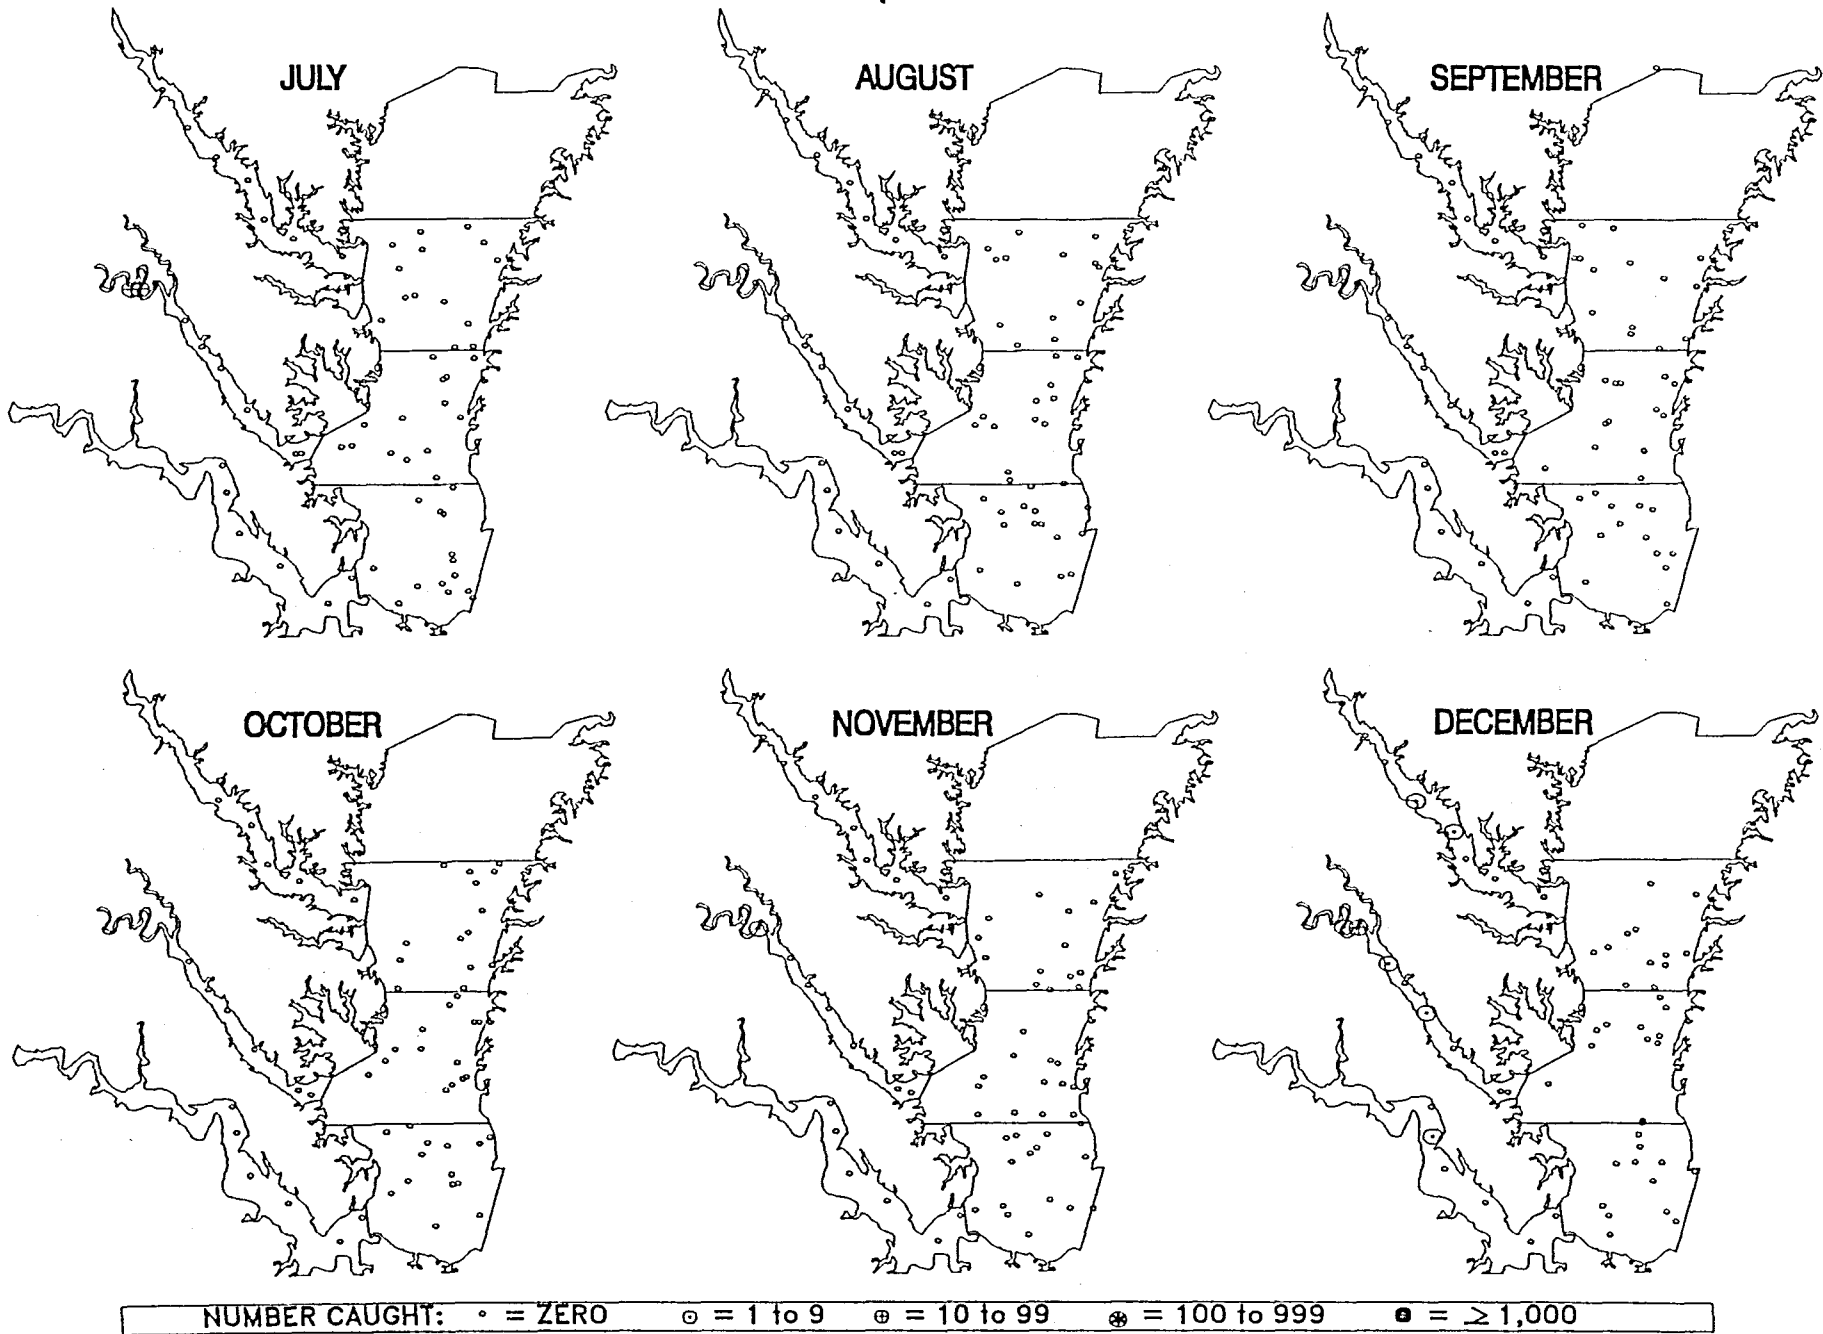 JULY
AUGUST
SEPTEMBER
OCTOBER
NOVEMBER
DECEMBER
NUMBER CAUGHT: ∘ = ZERO ⊙ = 1 to 9 ⊕ = 10 to 99 ⊛ = 100 to 999 ◘ = ≥ 1,000